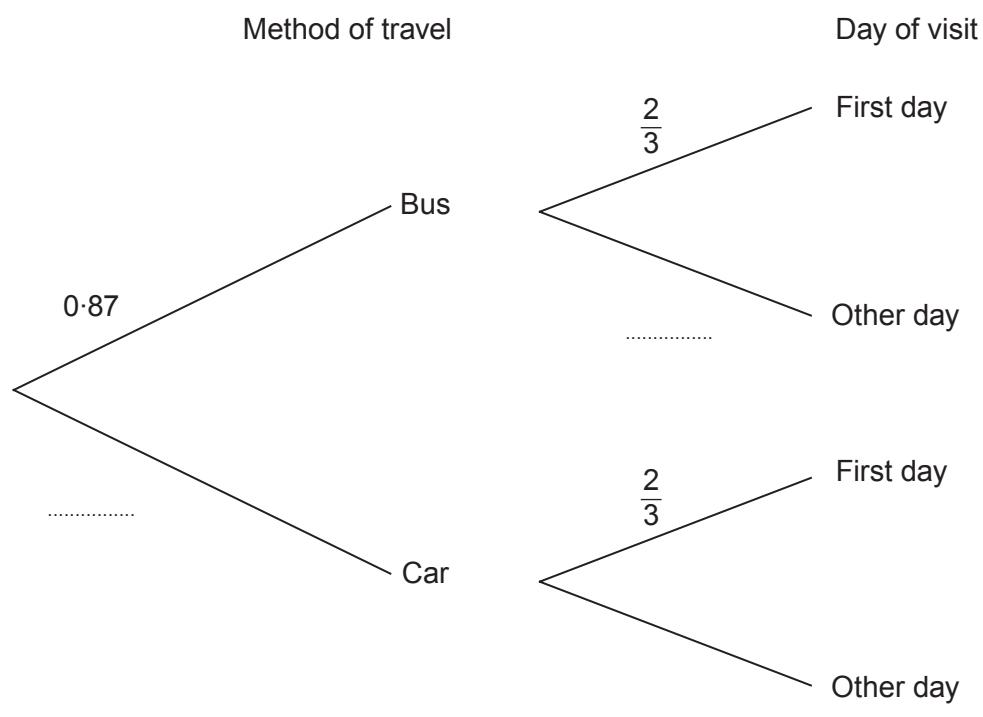 Method of travel
Day of visit
2
3
First day
Bus
0·87
Other day
................
2
3
First day
................
Car
Other day